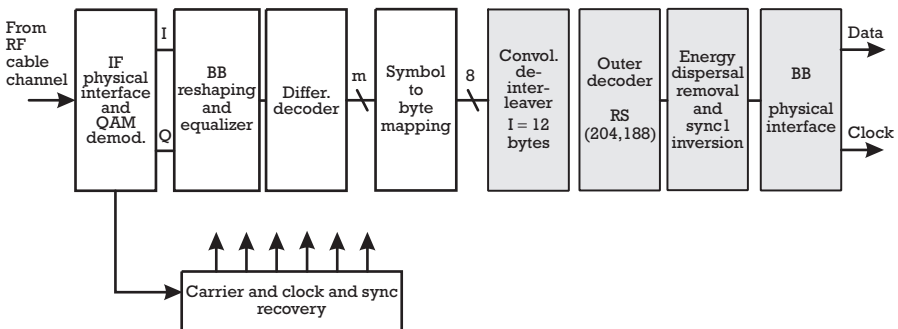 From
RF
cable
channel
IF
physical
interface
and
QAM
demod.
I
Q
BB
reshaping
and
equalizer
Differ.
decoder
m
Symbol
to
byte
mapping
8
Convol.
de-
inter-
leaver
I = 12
bytes
Outer
decoder
RS
(204,188)
Energy
dispersal
removal
and
sync1
inversion
BB
physical
interface
Data
Clock
Carrier and clock and sync
recovery